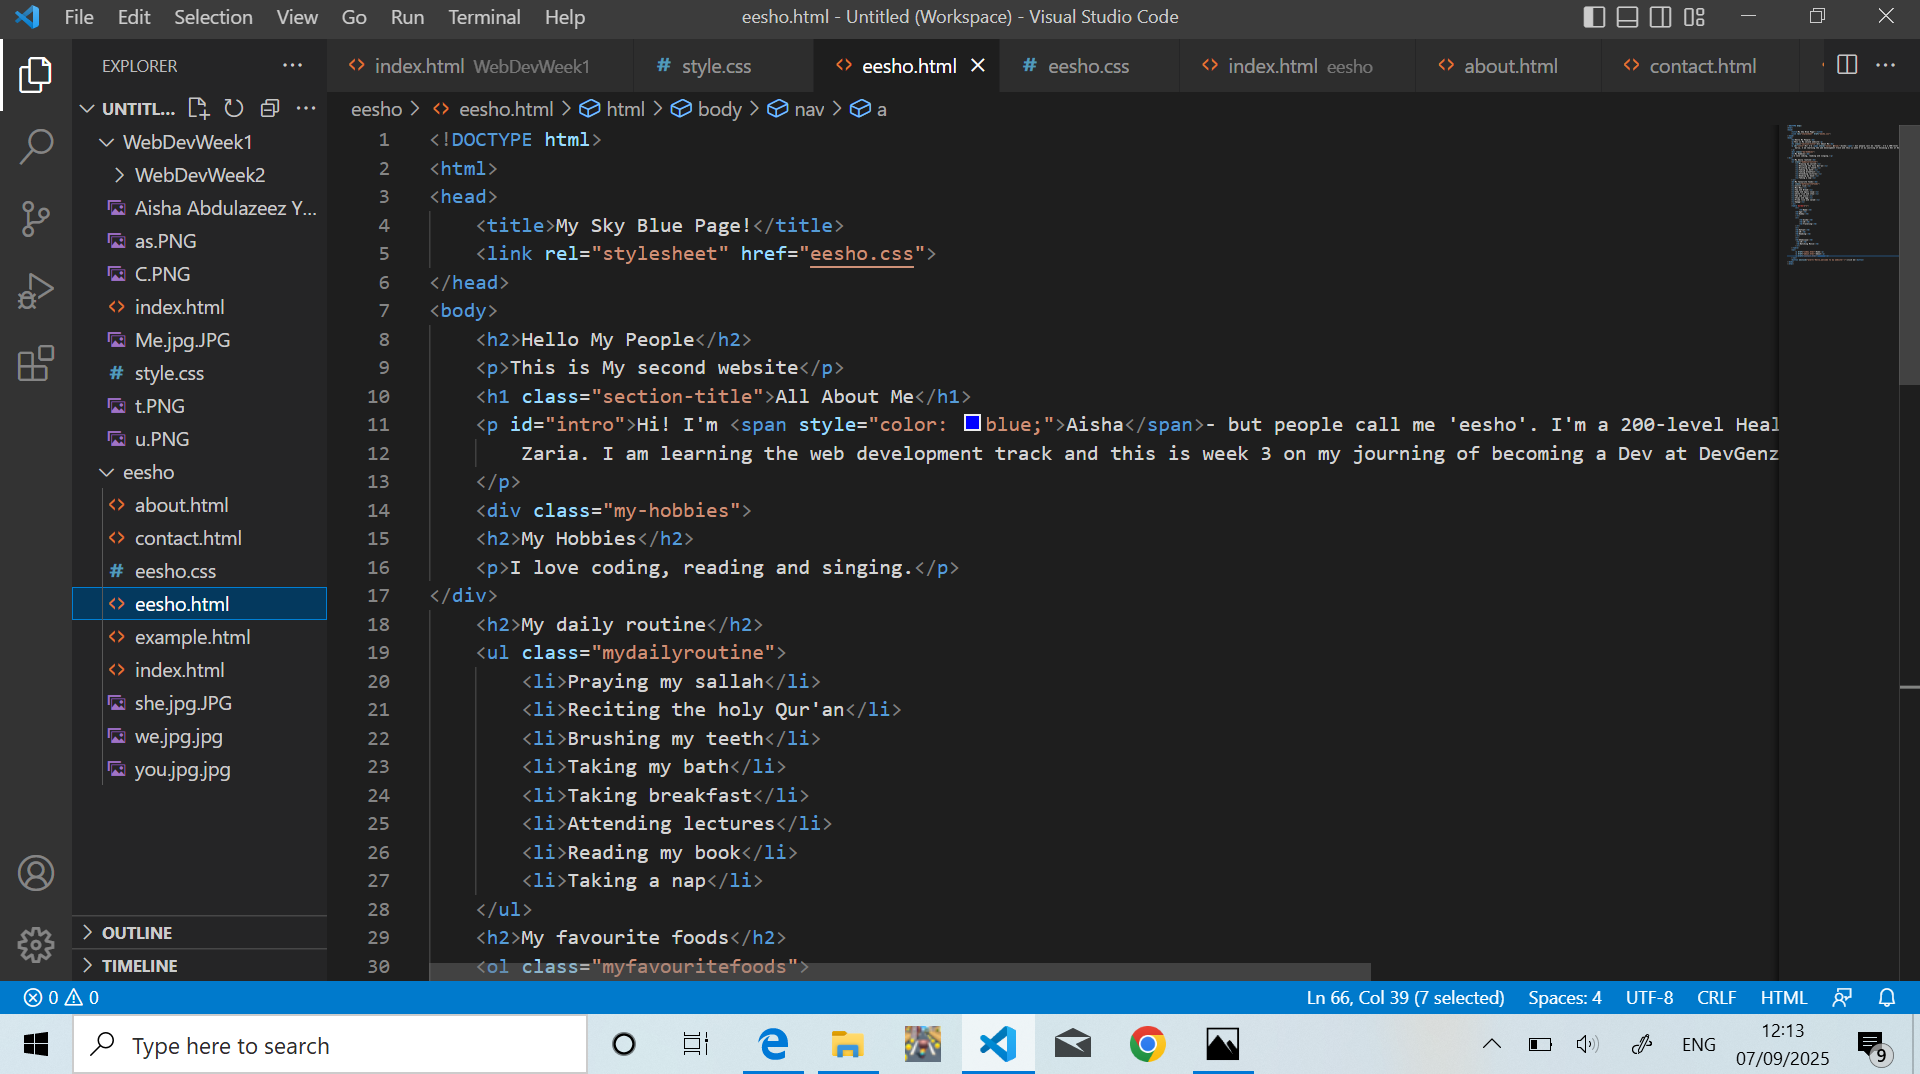 File Edit Selection View Go Run Terminal Help
eesho.html - Untitled (Workspace) - Visual Studio Code
EXPLORER
index.html WebDevWeek1
# style.css
eesho.html
# eesho.css
index.html eesho
about.html
contact.html
UNTITL...
eesho > eesho.html > html > body > nav > a
WebDevWeek1
WebDevWeek2
Aisha Abdulazeez Y...
as.PNG
C.PNG
index.html
Me.jpg.JPG
# style.css
t.PNG
u.PNG
eesho
about.html
contact.html
# eesho.css
eesho.html
example.html
index.html
she.jpg.JPG
we.jpg.jpg
you.jpg.jpg
OUTLINE
TIMELINE
1 <!DOCTYPE html>
2 <html>
3 <head>
4 <title>My Sky Blue Page!</title>
5 <link rel="stylesheet" href="eesho.css">
6 </head>
7 <body>
8 <h2>Hello My People</h2>
9 <p>This is My second website</p>
10 <h1 class="section-title">All About Me</h1>
11 <p id="intro">Hi! I'm <span style="color: blue;">Aisha</span>- but people call me 'eesho'. I'm a 200-level Heal
12 Zaria. I am learning the web development track and this is week 3 on my journing of becoming a Dev at DevGenz
13 </p>
14 <div class="my-hobbies">
15 <h2>My Hobbies</h2>
16 <p>I love coding, reading and singing.</p>
17 </div>
18 <h2>My daily routine</h2>
19 <ul class="mydailyroutine">
20 <li>Praying my sallah</li>
21 <li>Reciting the holy Qur'an</li>
22 <li>Brushing my teeth</li>
23 <li>Taking my bath</li>
24 <li>Taking breakfast</li>
25 <li>Attending lectures</li>
26 <li>Reading my book</li>
27 <li>Taking a nap</li>
28 </ul>
29 <h2>My favourite foods</h2>
30 <ol class="myfavouritefoods">
0 0
Ln 66, Col 39 (7 selected) Spaces: 4 UTF-8 CRLF HTML
Type here to search
ENG
12:13
07/09/2025
9